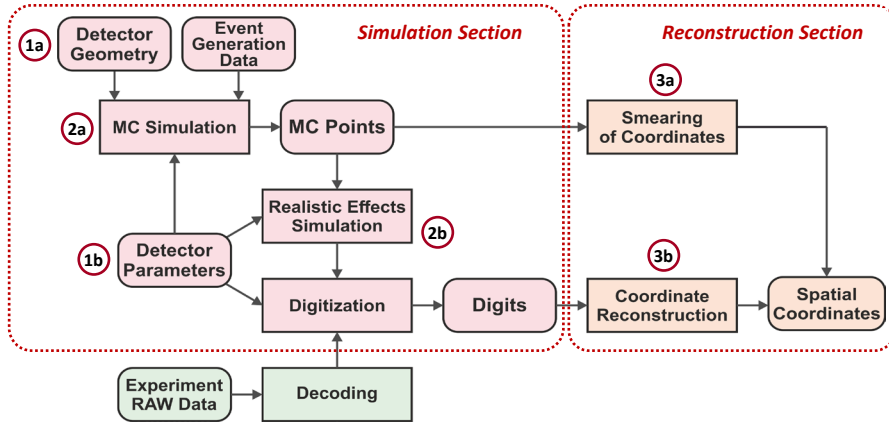 Simulation Section
Reconstruction Section
1a
Detector
Geometry
Event
Generation
Data
2a
MC Simulation
MC Points
3a
Smearing
of Coordinates
Realistic Effects
Simulation
2b
1b
Detector
Parameters
3b
Digitization
Digits
Coordinate
Reconstruction
Spatial
Coordinates
Experiment
RAW Data
Decoding